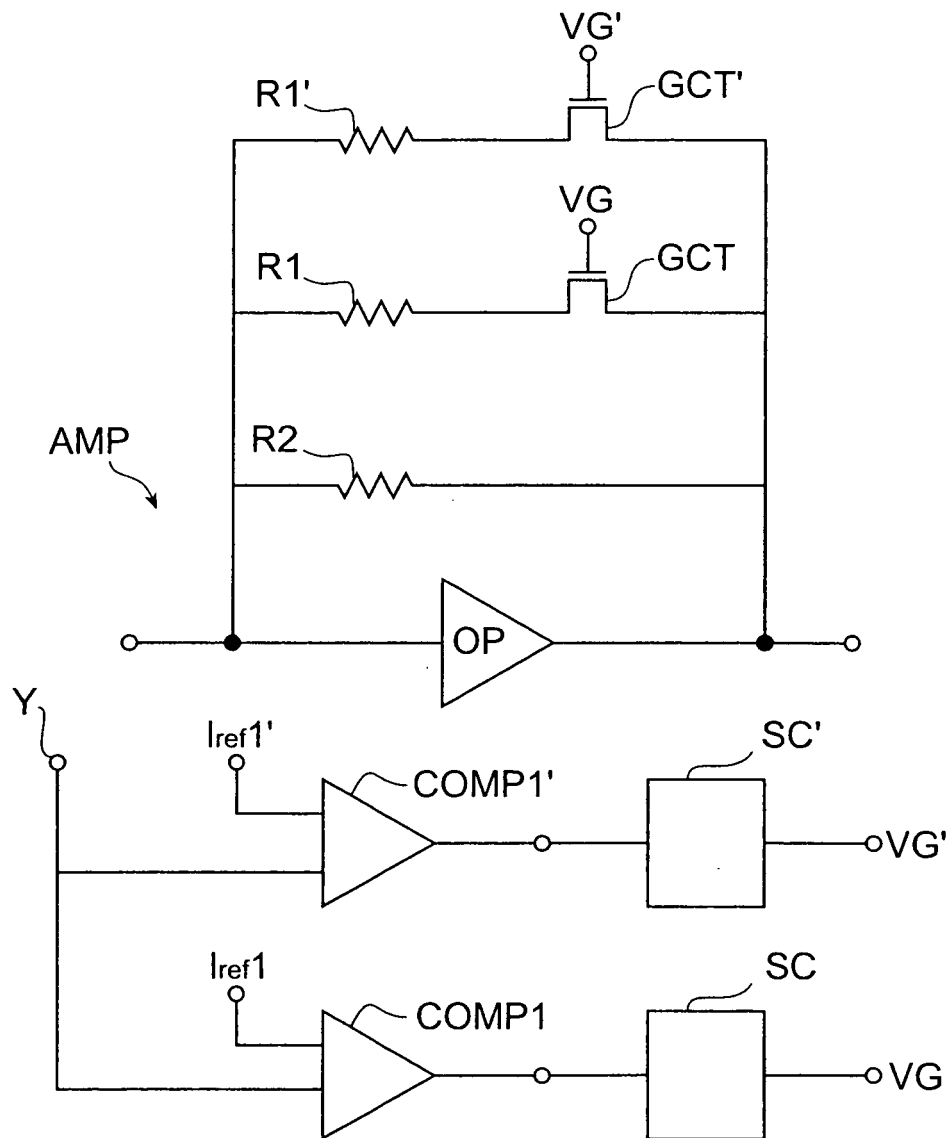 VG'
R1'
GCT'
VG
R1
GCT
AMP
R2
OP
Y
Iref1'
COMP1'
SC'
VG'
Iref1
COMP1
SC
VG